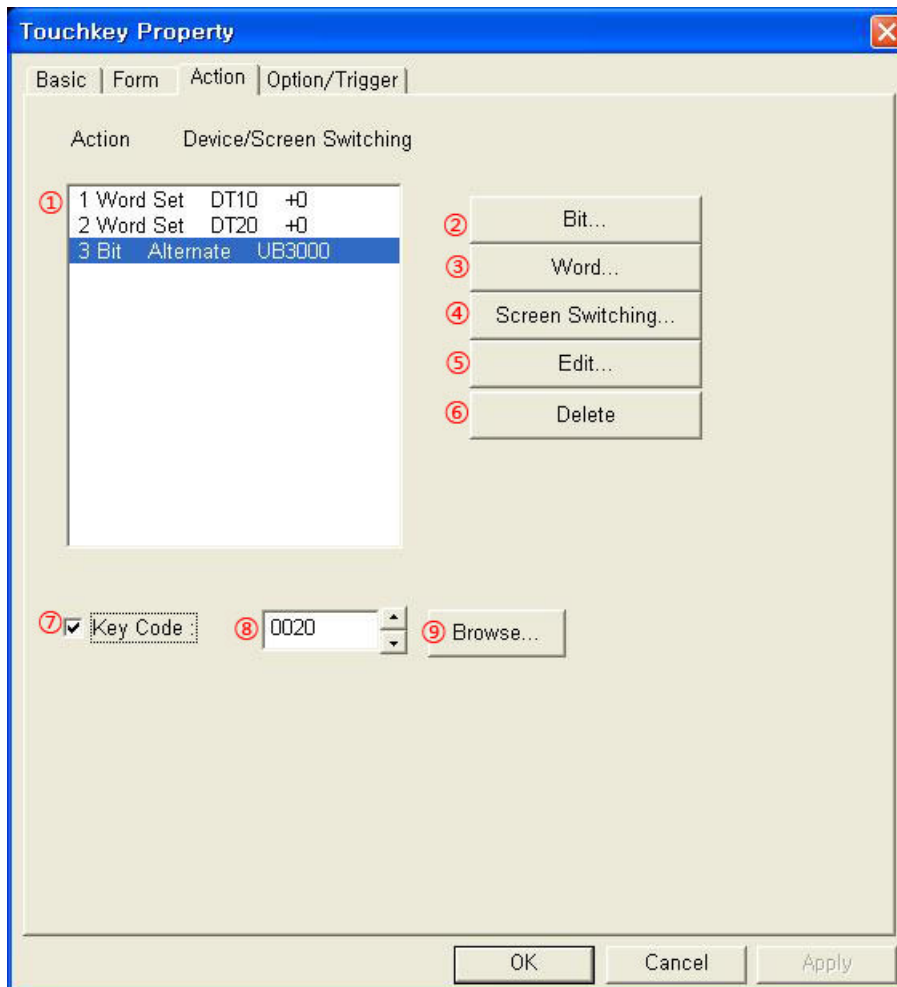 Touchkey Property
Basic Form Action Option/Trigger
Action Device/Screen Switching
① 1 Word Set DT10 +0
2 Word Set DT20 +0
3 Bit Alternate UB3000
② Bit...
③ Word...
④ Screen Switching...
⑤ Edit...
⑥ Delete
⑦ Key Code : ⑧ 0020 ⑨ Browse...
OK Cancel Apply